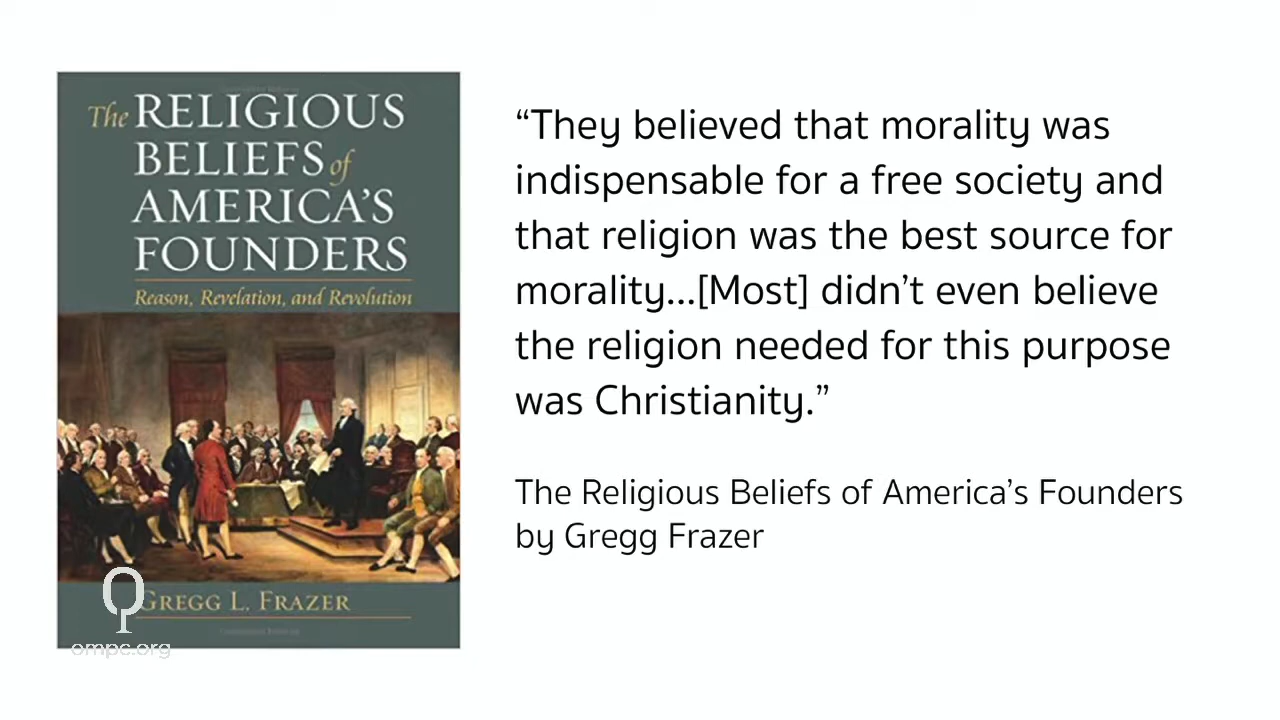 The RELIGIOUS
BELIEFS of
AMERICA'S
FOUNDERS
Reason, Revelation, and Revolution
GREGG L. FRAZER
ompc.org
“They believed that morality was
indispensable for a free society and
that religion was the best source for
morality...[Most] didn’t even believe
the religion needed for this purpose
was Christianity.”
The Religious Beliefs of America’s Founders
by Gregg Frazer